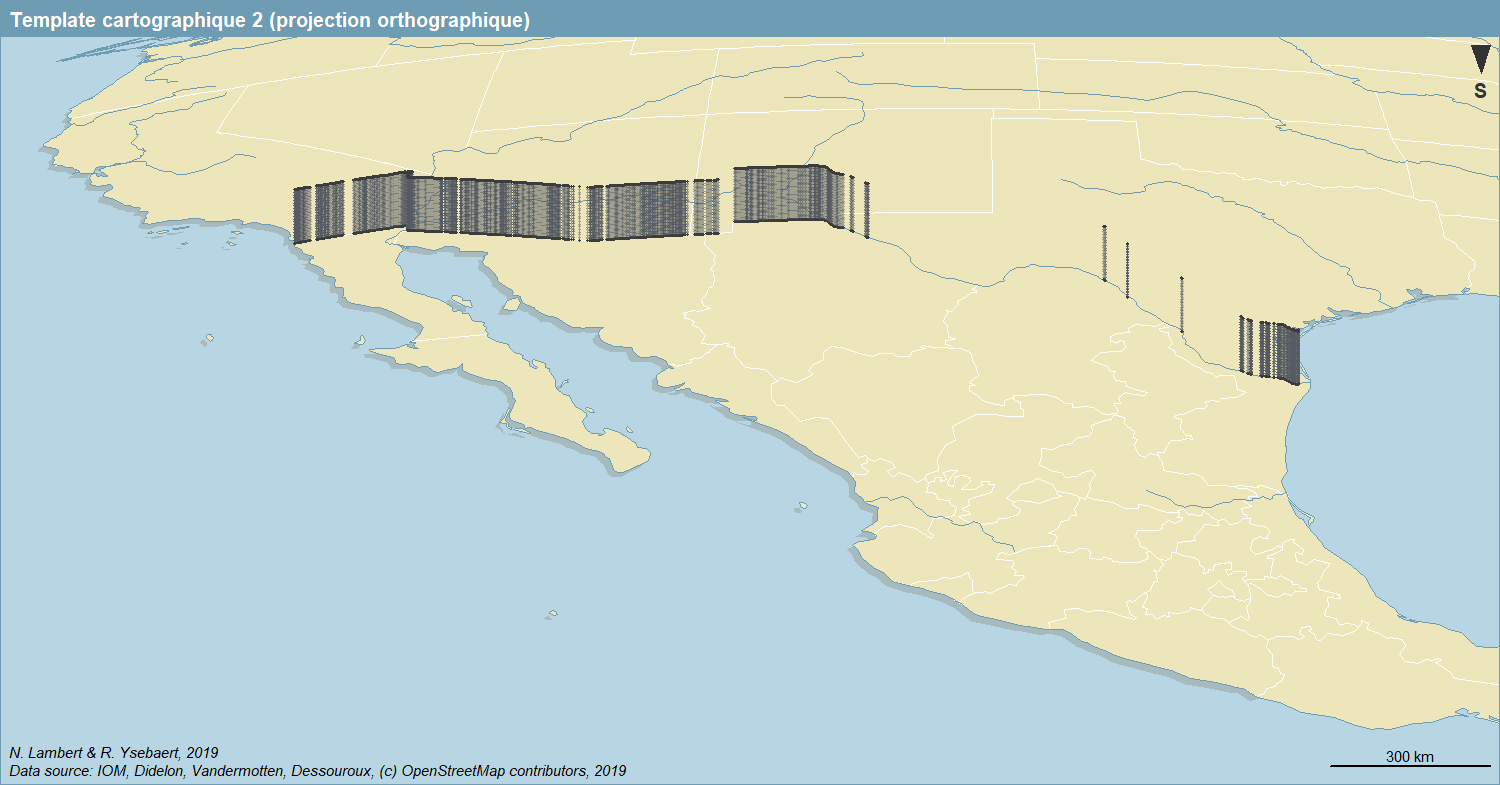 Template cartographique 2 (projection orthographique)
S
N. Lambert & R. Ysebaert, 2019
Data source: IOM, Didelon, Vandermotten, Dessouroux, (c) OpenStreetMap contributors, 2019
300 km